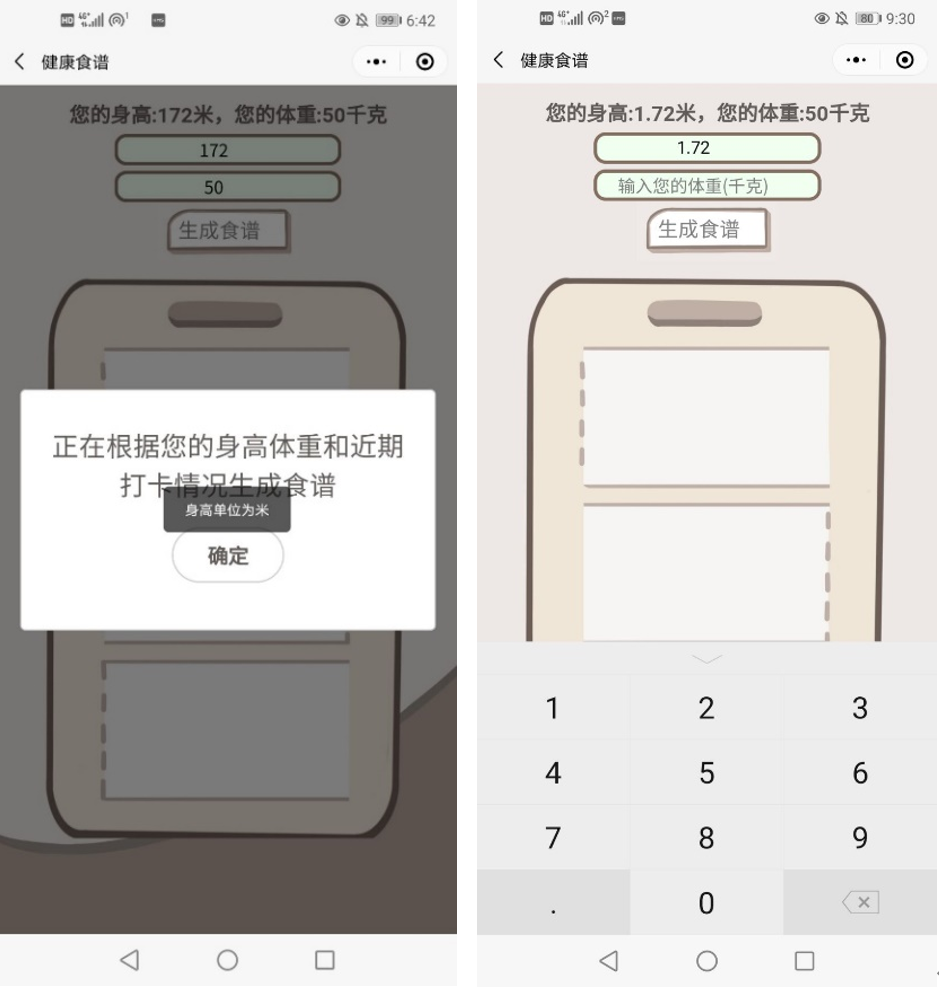 HD 4G+ 1 99 6:42
健康食谱
您的身高:172米，您的体重:50千克
172
50
生成食谱
正在根据您的身高体重和近期
打卡情况生成食谱
身高单位为米
确定
HD 4G+ 2 80 9:30
健康食谱
您的身高:1.72米，您的体重:50千克
1.72
输入您的体重(千克)
生成食谱
1 2 3
4 5 6
7 8 9
. 0